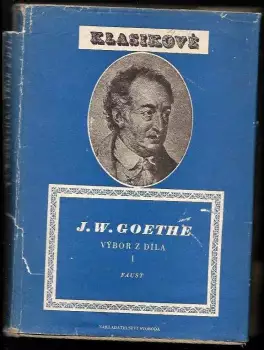 KLASIKOVÉ
J.W.GOETHE
VÝBOR Z DÍLA
I
FAUST
NAKLADATELSTVÍ SVOBODA